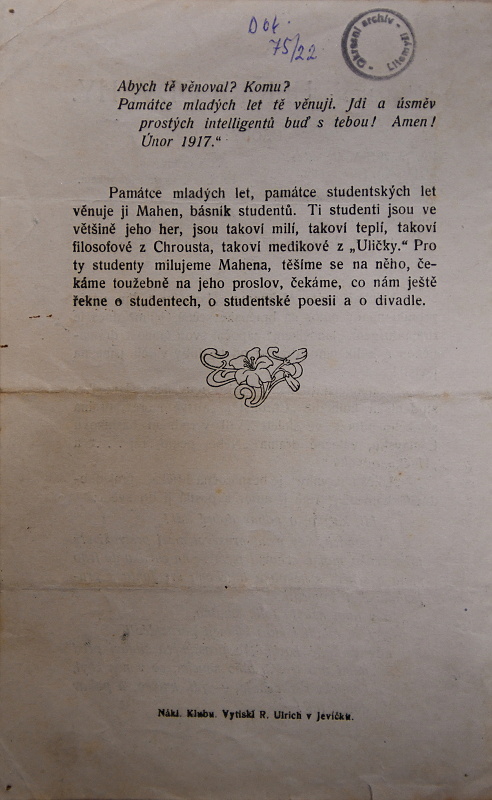 Dot.
75/22
Okresní archiv - Litomyšl -
Abych tě věnoval? Komu?
Památce mladých let tě věnuji. Jdi a úsměv
prostých intelligentů buď s tebou! Amen!
Únor 1917.“
Památce mladých let, památce studentských let
věnuje ji Mahen, básník studentů. Ti studenti jsou ve
většině jeho her, jsou takoví milí, takoví teplí, takoví
filosofové z Chrousta, takoví medikové z „Uličky.“ Pro
ty studenty milujeme Mahena, těšíme se na něho, če-
káme toužebně na jeho proslov, čekáme, co nám ještě
řekne o studentech, o studentské poesii a o divadle.
Nákl. Klubu. Vytiskl R. Ulrich v Jevíčku.